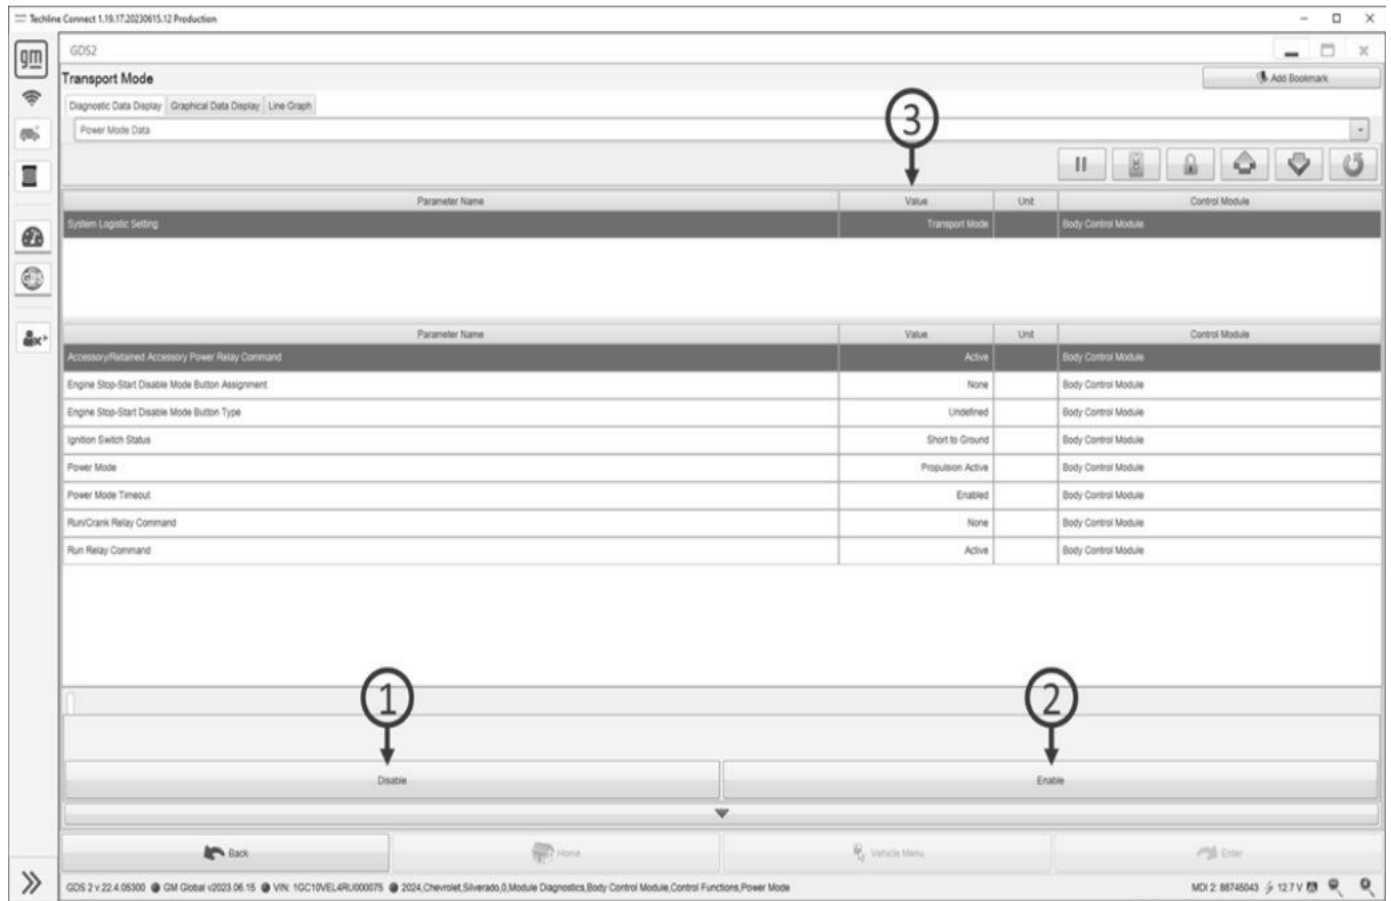 Techline Connect 1.19.17.20230615.12 Production
gm
GDS2
Transport Mode
Add Bookmark
Diagnostic Data Display Graphical Data Display Line Graph
Power Mode Data
3
Parameter Name Value Unit Control Module
System Logistic Setting Transport Mode Body Control Module
Parameter Name Value Unit Control Module
Accessory/Retained Accessory Power Relay Command Active Body Control Module
Engine Stop-Start Disable Mode Button Assignment None Body Control Module
Engine Stop-Start Disable Mode Button Type Undefined Body Control Module
Ignition Switch Status Short to Ground Body Control Module
Power Mode Propulsion Active Body Control Module
Power Mode Timeout Enabled Body Control Module
Run/Crank Relay Command None Body Control Module
Run Relay Command Active Body Control Module
1 2
Disable Enable
Back Home Vehicle Menu Enter
GDS 2 v 22.4.05300 GM Global v2023.06.15 VIN: 1GC10VEL4RU000075 2024,Chevrolet,Silverado,0,Module Diagnostics,Body Control Module,Control Functions,Power Mode MDI 2: 88745043 12.7 V